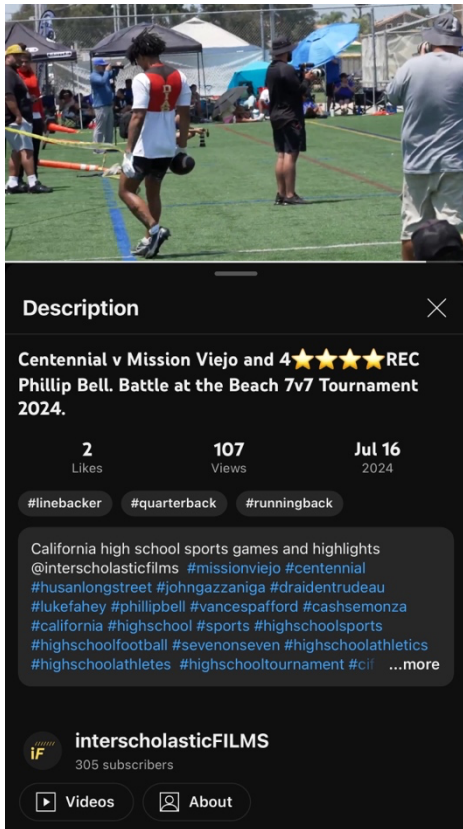 Description
Centennial v Mission Viejo and 4⭐⭐⭐⭐REC
Phillip Bell. Battle at the Beach 7v7 Tournament
2024.
2 107 Jul 16
Likes Views 2024
#linebacker #quarterback #runningback
California high school sports games and highlights
@interscholasticfilms #missionviejo #centennial
#husanlongstreet #johngazzaniga #draidentrudeau
#lukefahey #phillipbell #vancespafford #cashsemonza
#california #highschool #sports #highschoolsports
#highschoolfootball #sevenonseven #highschoolathletics
#highschoolathletes #highschooltournament #cif ...more
iF
interscholasticFILMS
305 subscribers
Videos About